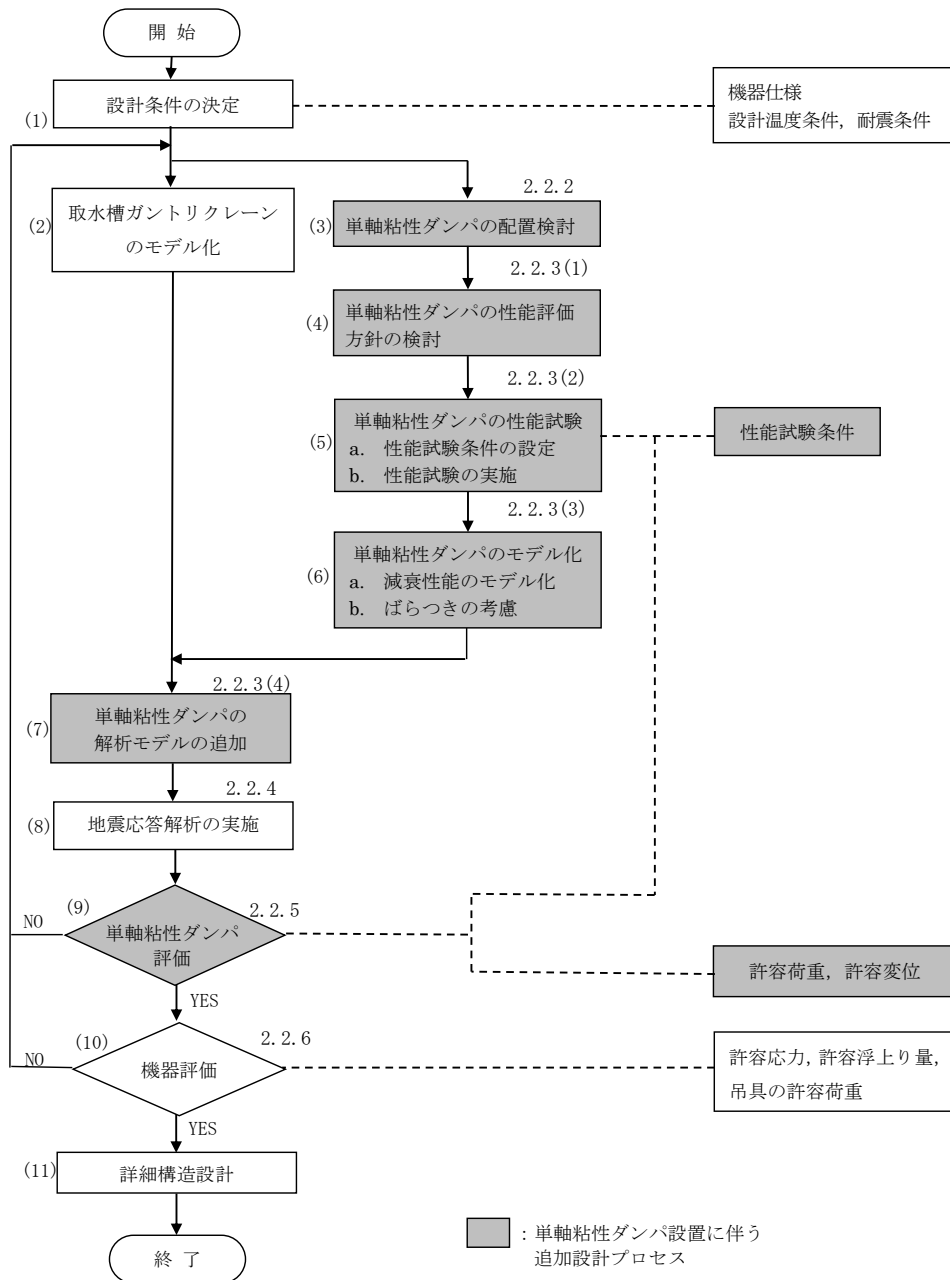 開 始
設計条件の決定
(1)
機器仕様
設計温度条件，耐震条件
取水槽ガントリクレーン
のモデル化
(2)
2.2.2
(3)
単軸粘性ダンパの配置検討
2.2.3(1)
(4)
単軸粘性ダンパの性能評価
方針の検討
2.2.3(2)
(5)
単軸粘性ダンパの性能試験
a. 性能試験条件の設定
b. 性能試験の実施
性能試験条件
2.2.3(3)
(6)
単軸粘性ダンパのモデル化
a. 減衰性能のモデル化
b. ばらつきの考慮
2.2.3(4)
(7)
単軸粘性ダンパの
解析モデルの追加
2.2.4
(8)
地震応答解析の実施
(9)
2.2.5
NO
単軸粘性ダンパ
評価
許容荷重，許容変位
YES
(10)
2.2.6
NO
機器評価
許容応力，許容浮上り量，
吊具の許容荷重
YES
(11)
詳細構造設計
終 了
：単軸粘性ダンパ設置に伴う
追加設計プロセス